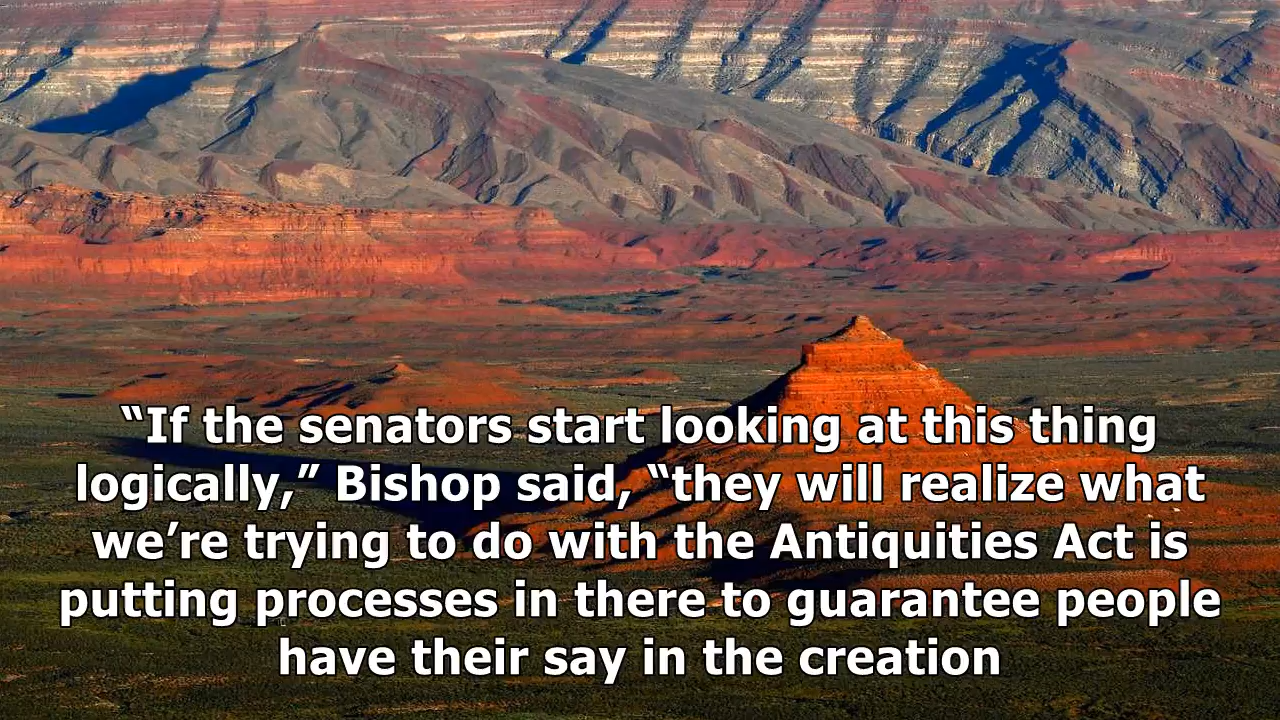 “If the senators start looking at this thing
logically,” Bishop said, “they will realize what
we’re trying to do with the Antiquities Act is
putting processes in there to guarantee people
have their say in the creation